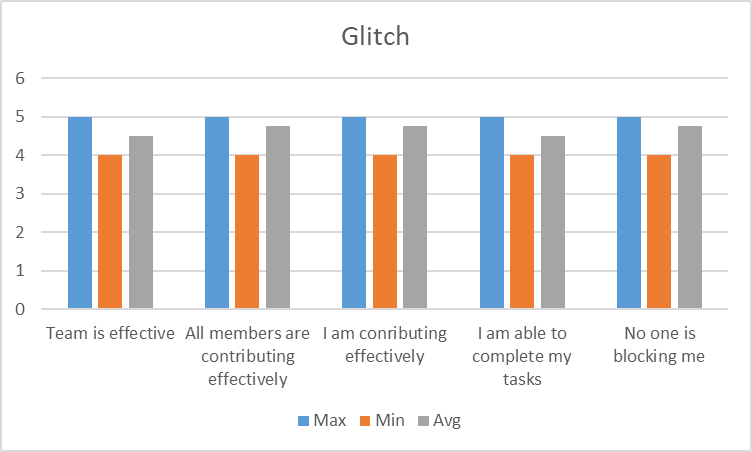 Glitch
6
5
4
3
2
1
0
Team is effective
All members are
contributing
effectively
I am conributing
effectively
I am able to
complete my
tasks
No one is
blocking me
Max Min Avg